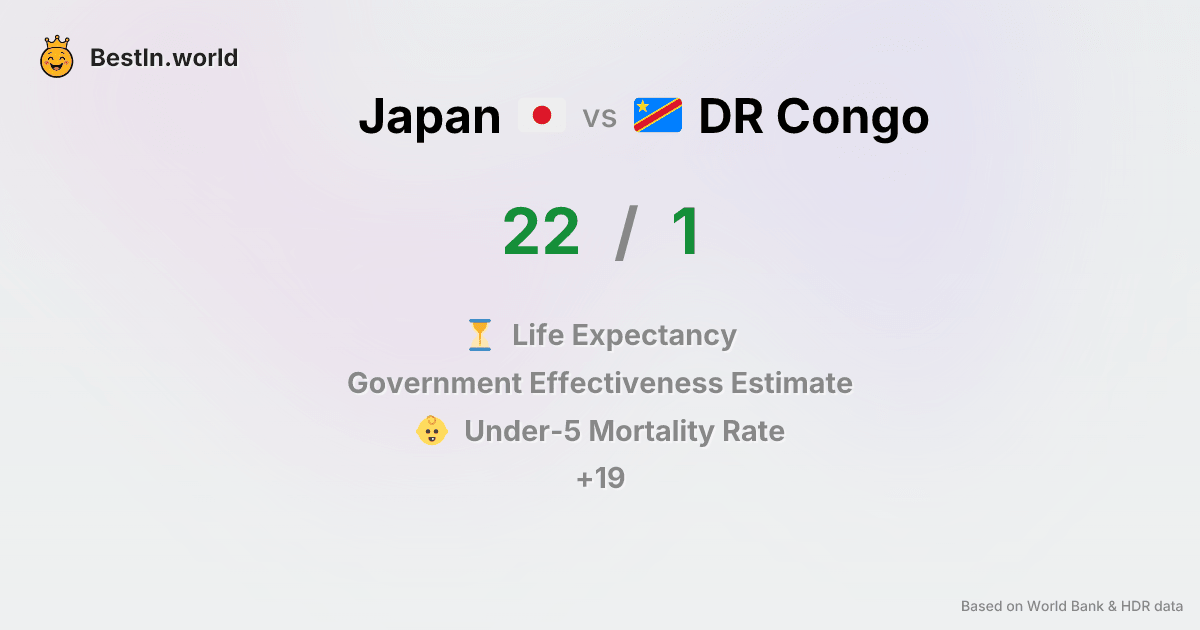 BestIn.world
Japan vs DR Congo
22 / 1
Life Expectancy
Government Effectiveness Estimate
Under-5 Mortality Rate
+19
Based on World Bank & HDR data